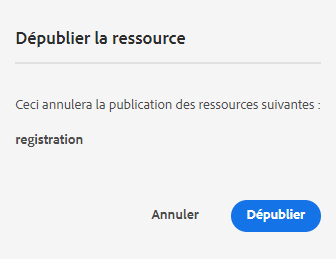 Dépublier la ressource
Ceci annulera la publication des ressources suivantes :
registration
Annuler
Dépublier